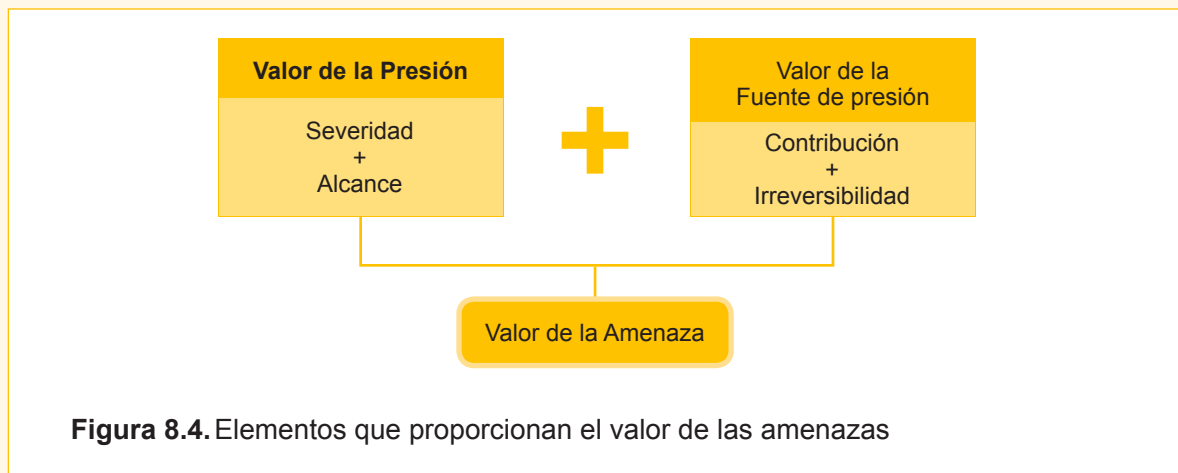 Valor de la Presión
Severidad
+
Alcance
+
Valor de la
Fuente de presión
Contribución
+
Irreversibilidad
Valor de la Amenaza
Figura 8.4. Elementos que proporcionan el valor de las amenazas